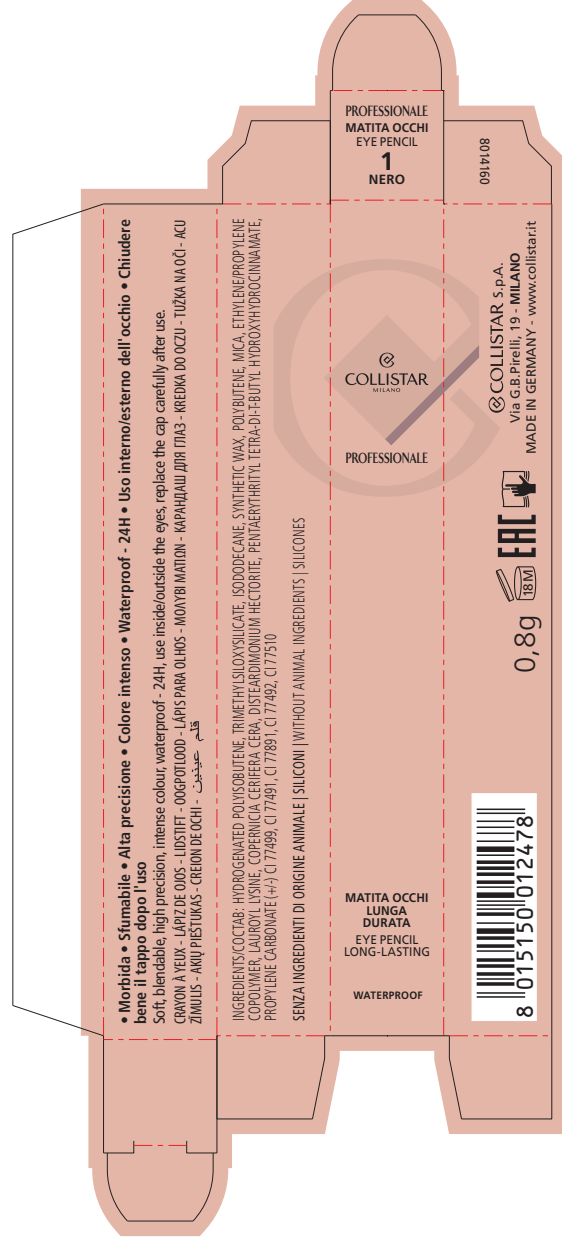 PROFESSIONALE
MATITA OCCHI
EYE PENCIL
1
NERO
8014160
• Morbida • Sfumabile • Alta precisione • Colore intenso • Waterproof - 24H • Uso interno/esterno dell'occhio • Chiudere
bene il tappo dopo l'uso
Soft, blendable, high precision, intense colour, waterproof - 24H, use inside/outside the eyes, replace the cap carefully after use.
CRAYON À YEUX - LÁPIZ DE OJOS - LIDSTIFT - OOGPOTLOOD - LÁPIS PARA OLHOS - ΜΟΛΥΒΙ ΜΑΤΙΩΝ - КАРАНДАШ ДЛЯ ГЛАЗ - KREDKA DO OCZU - TUŽKA NA OČI - ACU
ZĪMULIS - AKIŲ PIEŠTUKAS - CREION DE OCHI - قلم عينين
INGREDIENTS/COCTAB: HYDROGENATED POLYISOBUTENE, TRIMETHYLSILOXYSILICATE, ISODODECANE, SYNTHETIC WAX, POLYBUTENE, MICA, ETHYLENE/PROPYLENE
COPOLYMER, LAUROYL LYSINE, COPERNICIA CERIFERA CERA, DISTEARDIMONIUM HECTORITE, PENTAERYTHRITYL TETRA-DI-T-BUTYL HYDROXYHYDROCINNAMATE,
PROPYLENE CARBONATE (+/-) CI 77499, CI 77491, CI 77891, CI 77492, CI 77510
SENZA INGREDIENTI DI ORIGINE ANIMALE | SILICONI | WITHOUT ANIMAL INGREDIENTS | SILICONES
COLLISTAR
MILANO
PROFESSIONALE
MATITA OCCHI
LUNGA
DURATA
EYE PENCIL
LONG-LASTING
WATERPROOF
COLLISTAR S.p.A.
Via G.B.Pirelli, 19 - MILANO
MADE IN GERMANY - www.collistar.it
0,8g
18M
EAC
8 015150 012478